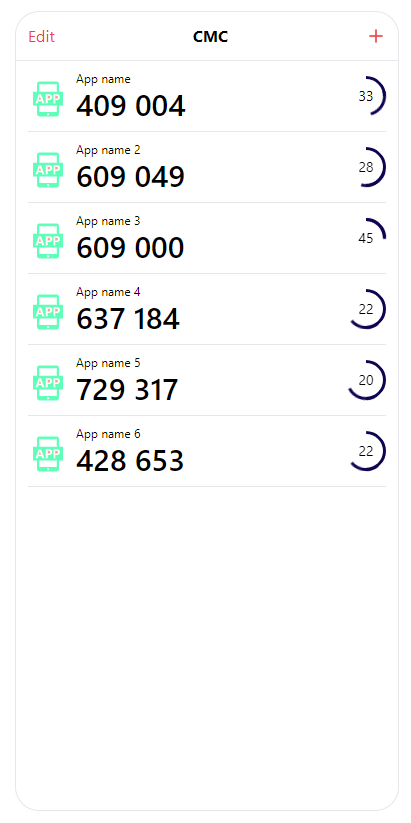 Edit CMC +
App name
APP 409 004 33
App name 2
APP 609 049 28
App name 3
APP 609 000 45
App name 4
APP 637 184 22
App name 5
APP 729 317 20
App name 6
APP 428 653 22